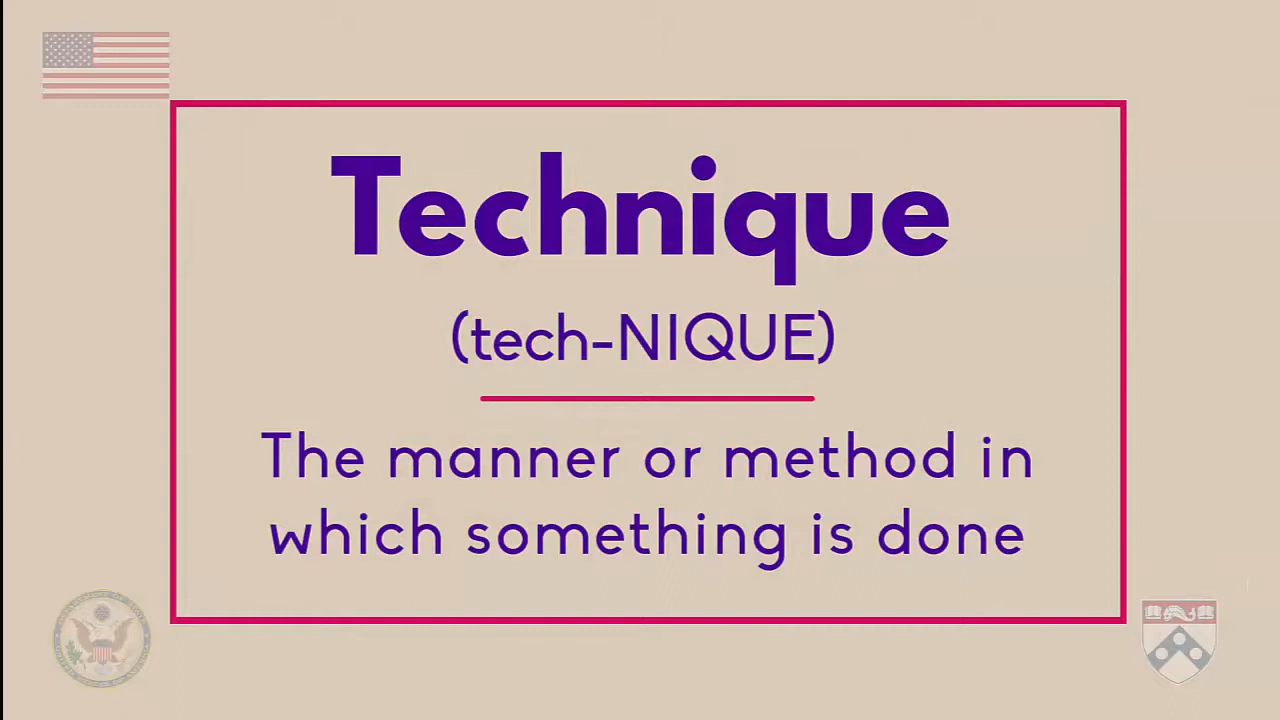 Technique
(tech-NIQUE)
The manner or method in
which something is done